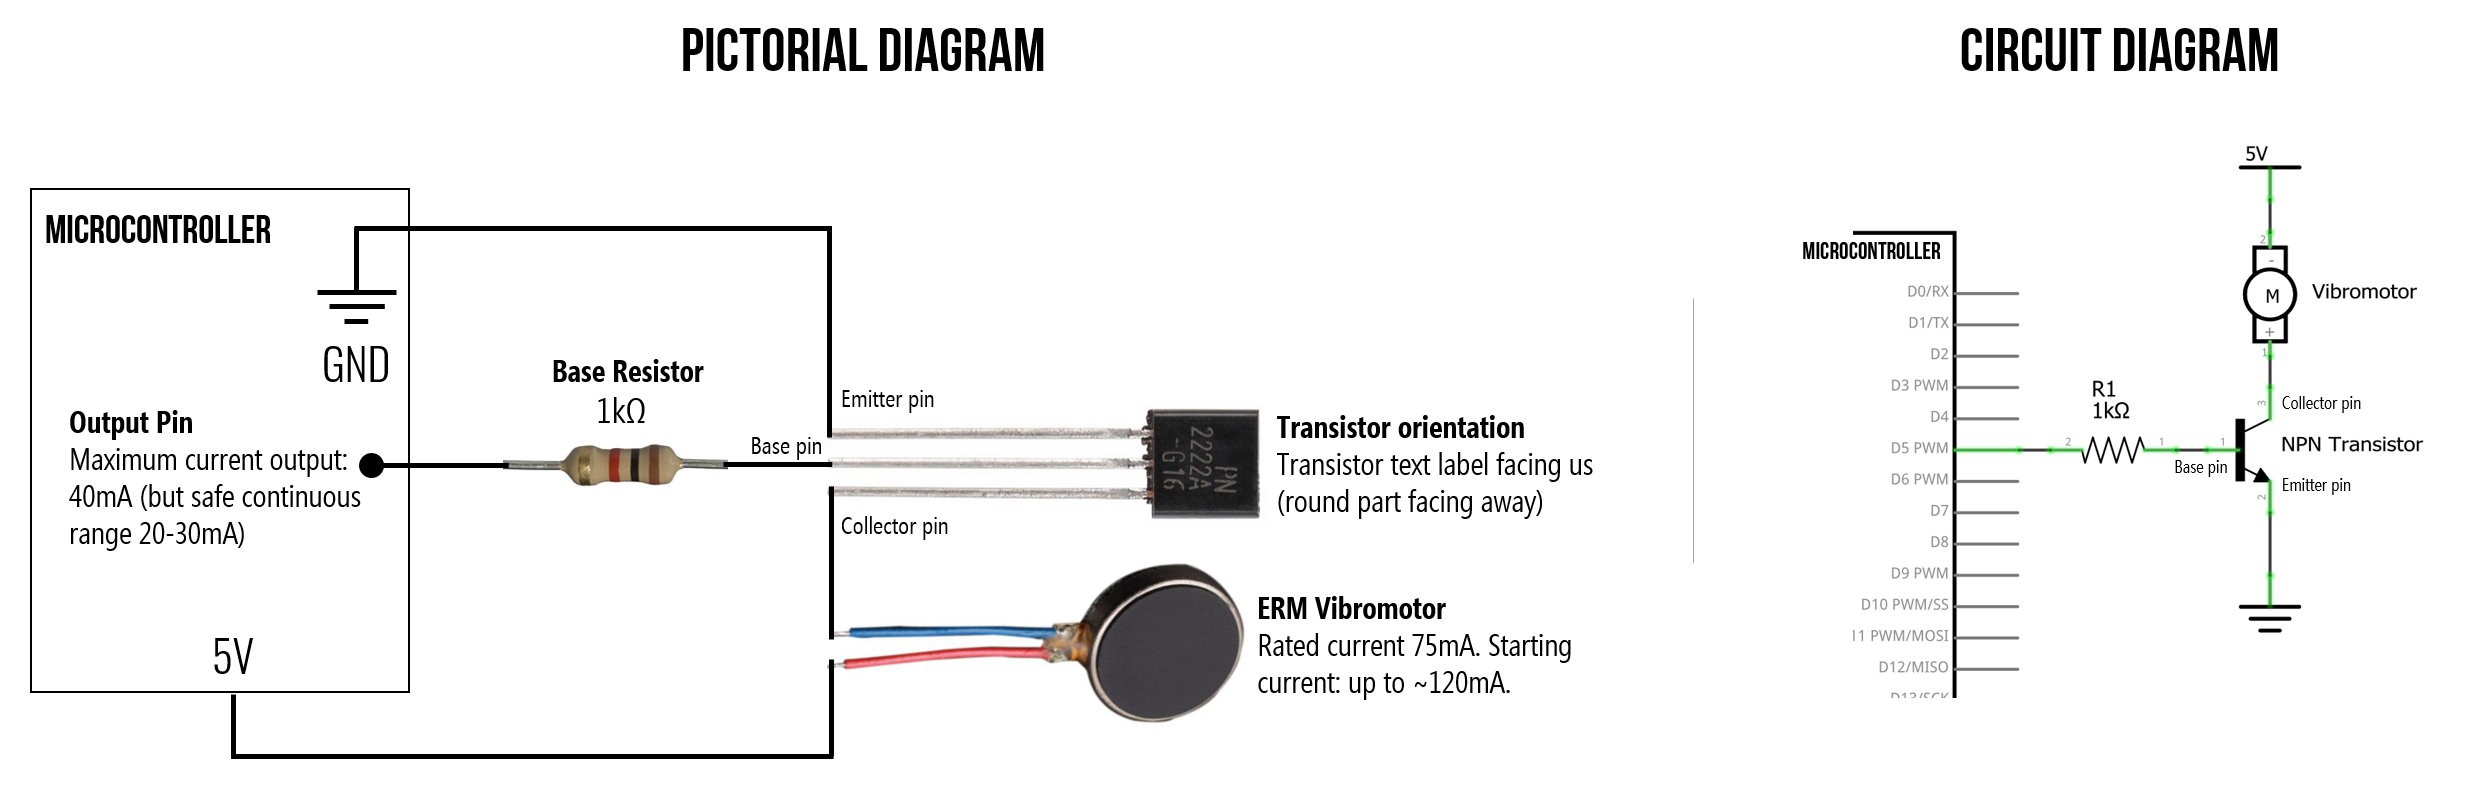 PICTORIAL DIAGRAM
MICROCONTROLLER
GND
Output Pin
Maximum current output:
40mA (but safe continuous
range 20-30mA)
5V
Base Resistor
1kΩ
Emitter pin
Base pin
Collector pin
PN
2222A
- G16
Transistor orientation
Transistor text label facing us
(round part facing away)
ERM Vibromotor
Rated current 75mA. Starting
current: up to ~120mA.
CIRCUIT DIAGRAM
5V
2
-
M
+
1
Vibromotor
MICROCONTROLLER
D0/RX
D1/TX
D2
D3 PWM
D4
D5 PWM
D6 PWM
D7
D8
D9 PWM
D10 PWM/SS
11 PWM/MOSI
D12/MISO
D13/SCK
R1
1kΩ
2
1
1
Base pin
3
Collector pin
NPN Transistor
Emitter pin
2